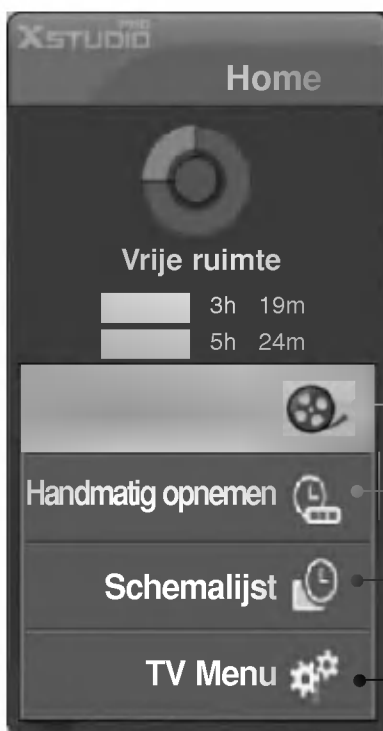 XSTUDIO PRO
Home
Vrije ruimte
3h 19m
5h 24m
Handmatig opnemen
Schemalijst
TV Menu